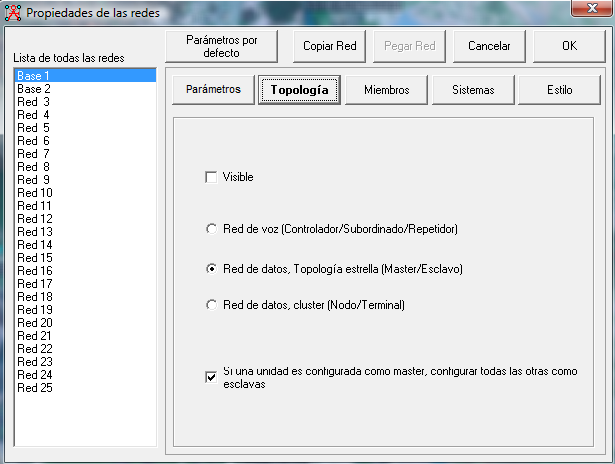 Propiedades de las redes
Lista de todas las redes
Base 1
Base 2
Red 3
Red 4
Red 5
Red 6
Red 7
Red 8
Red 9
Red 10
Red 11
Red 12
Red 13
Red 14
Red 15
Red 16
Red 17
Red 18
Red 19
Red 20
Red 21
Red 22
Red 23
Red 24
Red 25
Parámetros por
defecto
Copiar Red
Pegar Red
Cancelar
OK
Parámetros
Topología
Miembros
Sistemas
Estilo
Visible
Red de voz (Controlador/Subordinado/Repetidor)
Red de datos, Topología estrella (Master/Esclavo)
Red de datos, cluster (Nodo/Terminal)
Si una unidad es configurada como master, configurar todas las otras como
esclavas